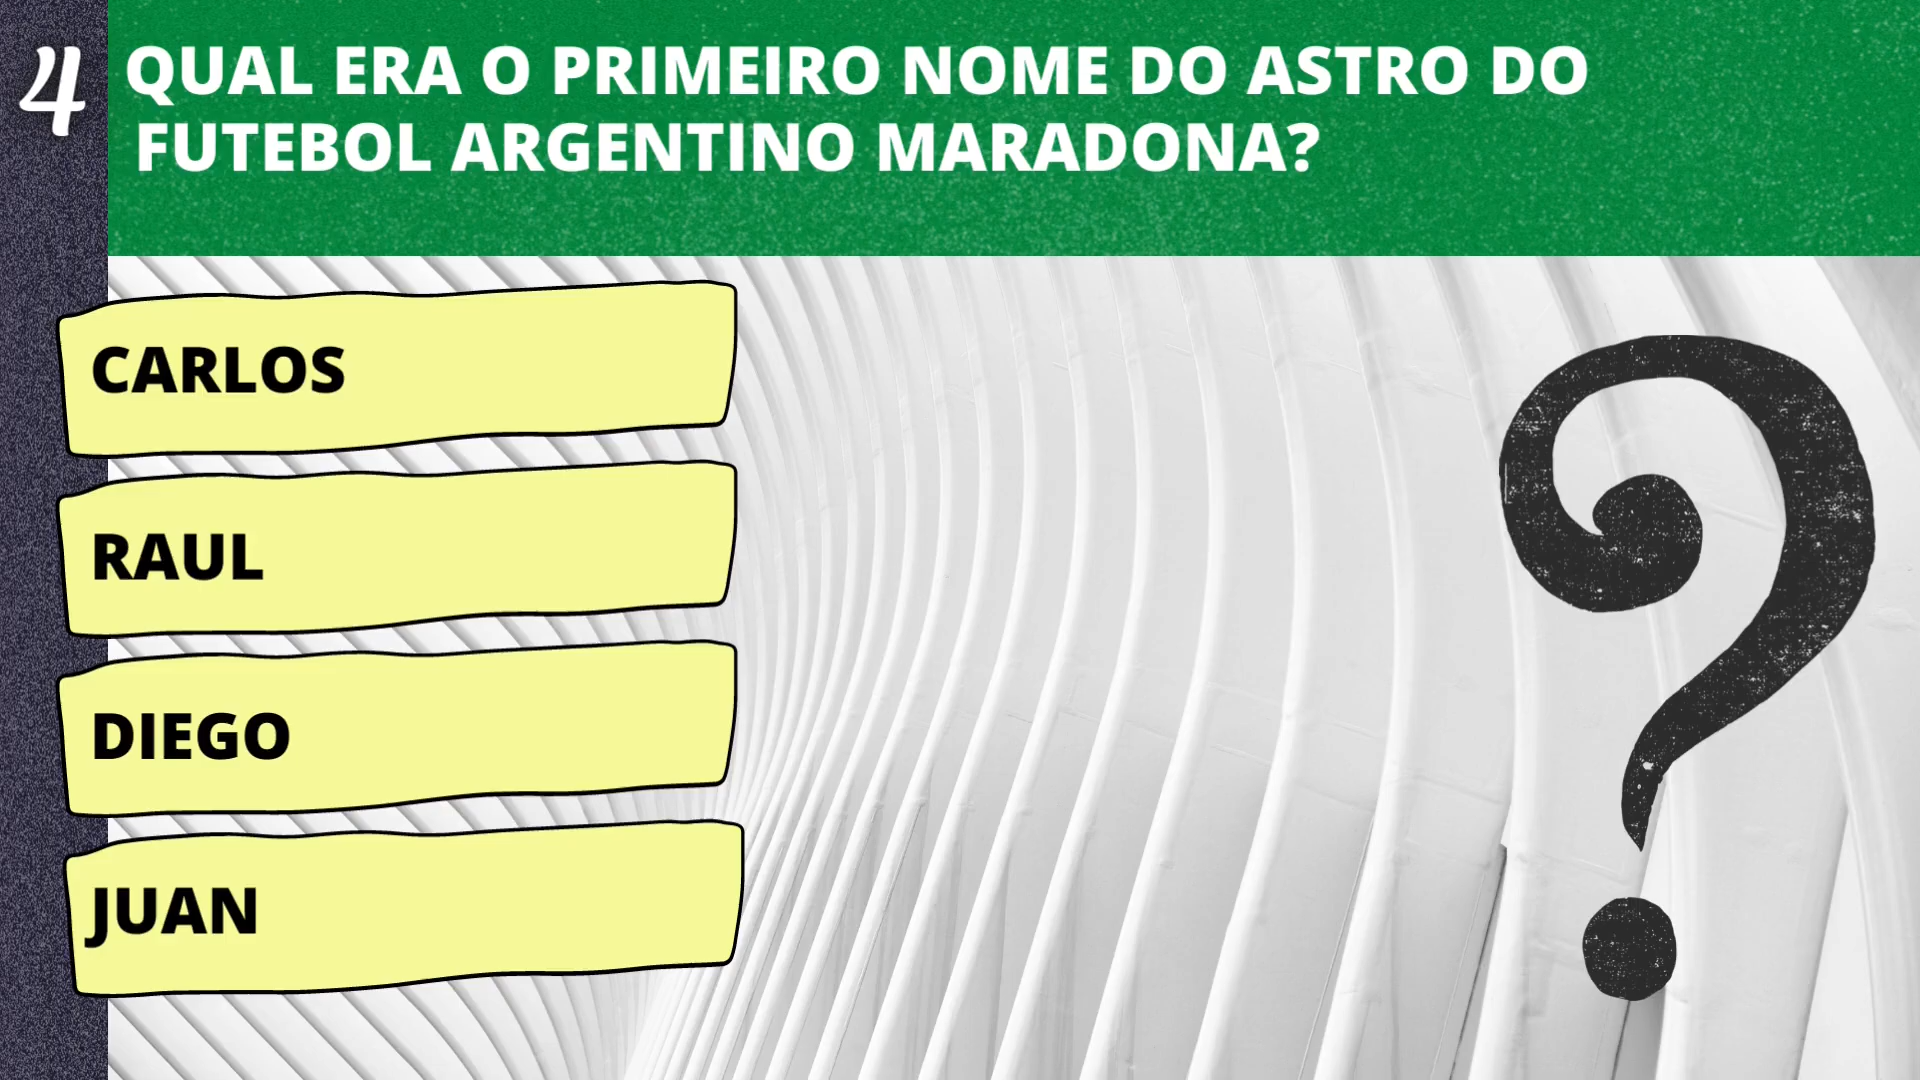 4
QUAL ERA O PRIMEIRO NOME DO ASTRO DO
FUTEBOL ARGENTINO MARADONA?
CARLOS
RAUL
DIEGO
JUAN
?